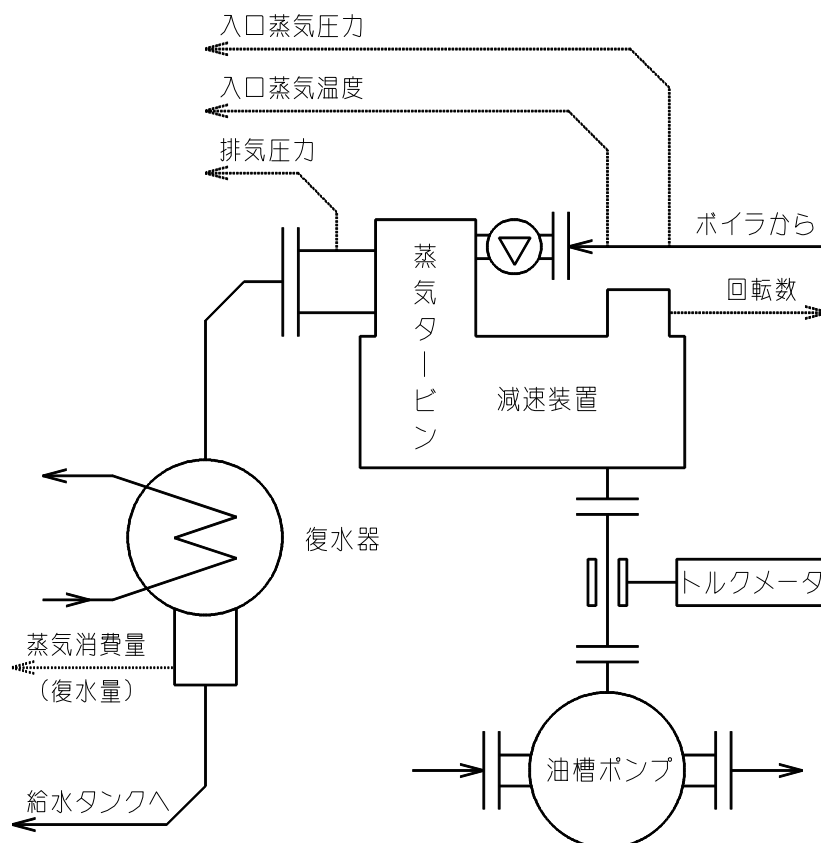 入口蒸気圧力
入口蒸気温度
排気圧力
ボイラから
蒸気タービン
回転数
減速装置
復水器
トルクメータ
蒸気消費量
(復水量)
油槽ポンプ
給水タンクへ